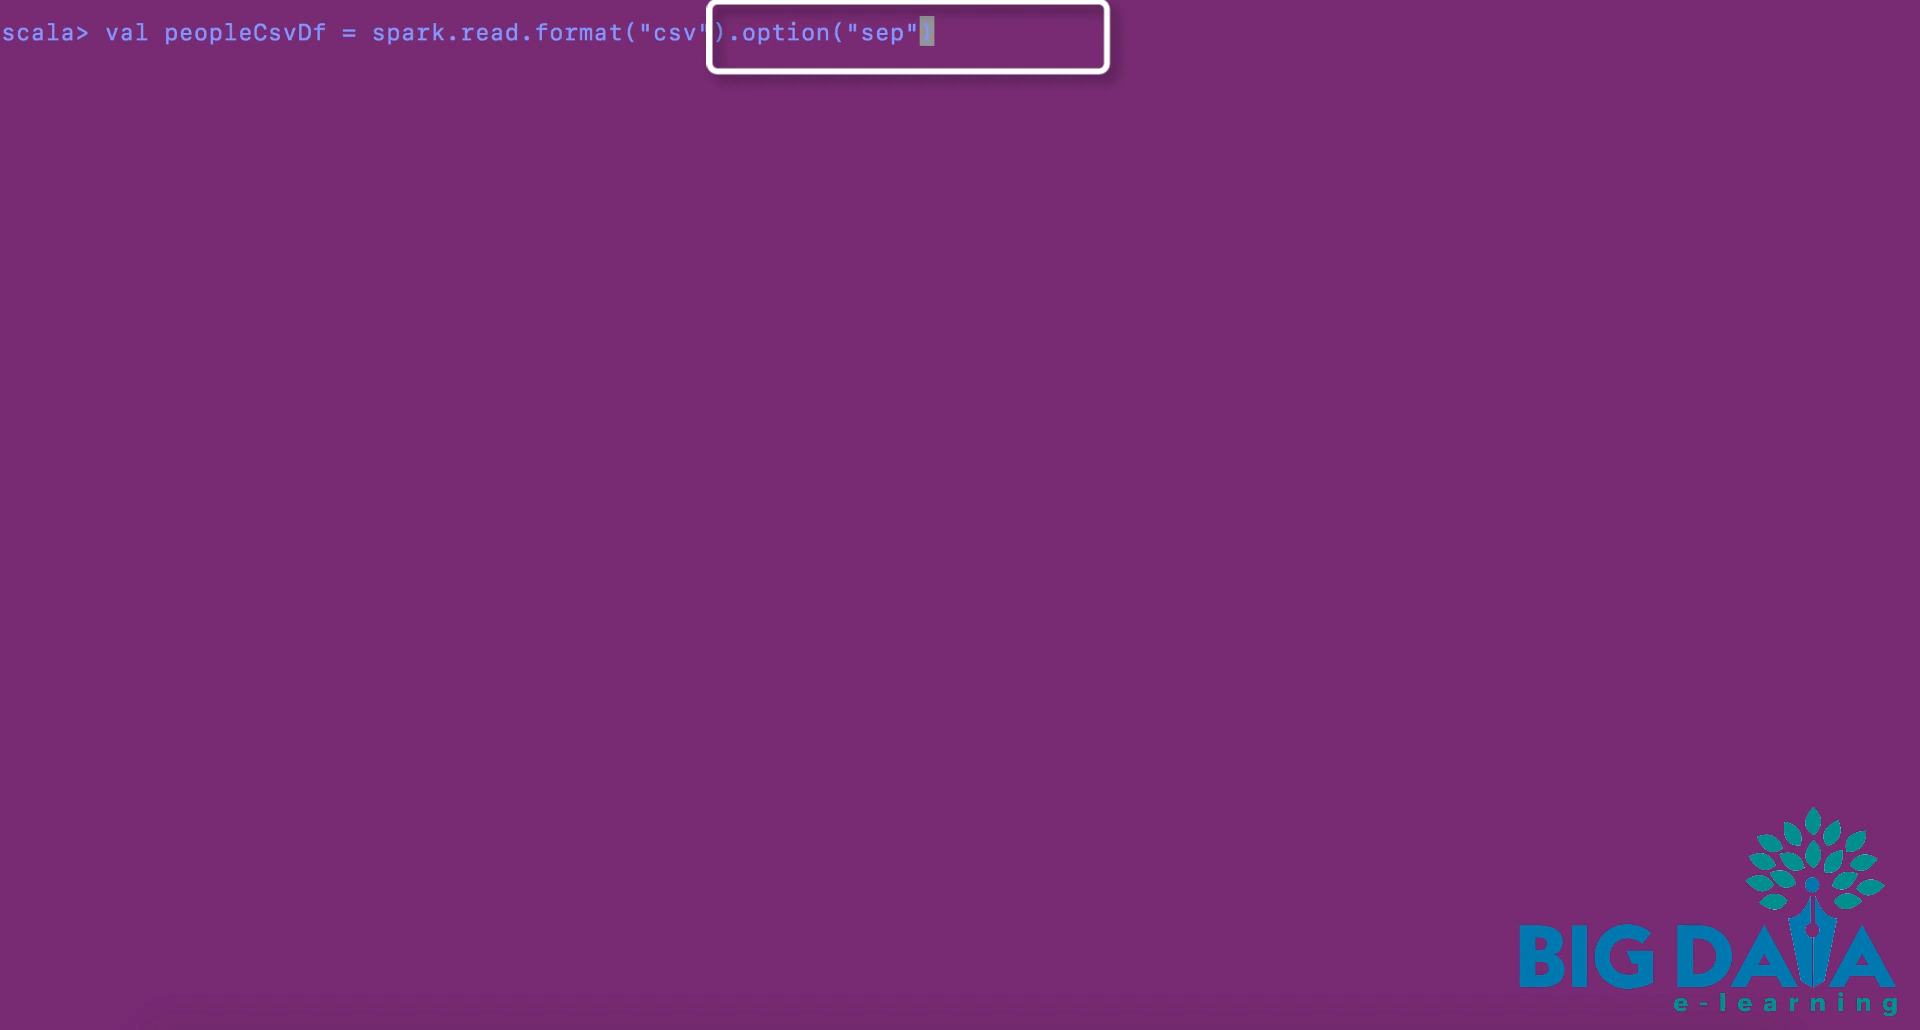 scala> val peopleCsvDf = spark.read.format("csv").option("sep")
BIG DATA
e-learning